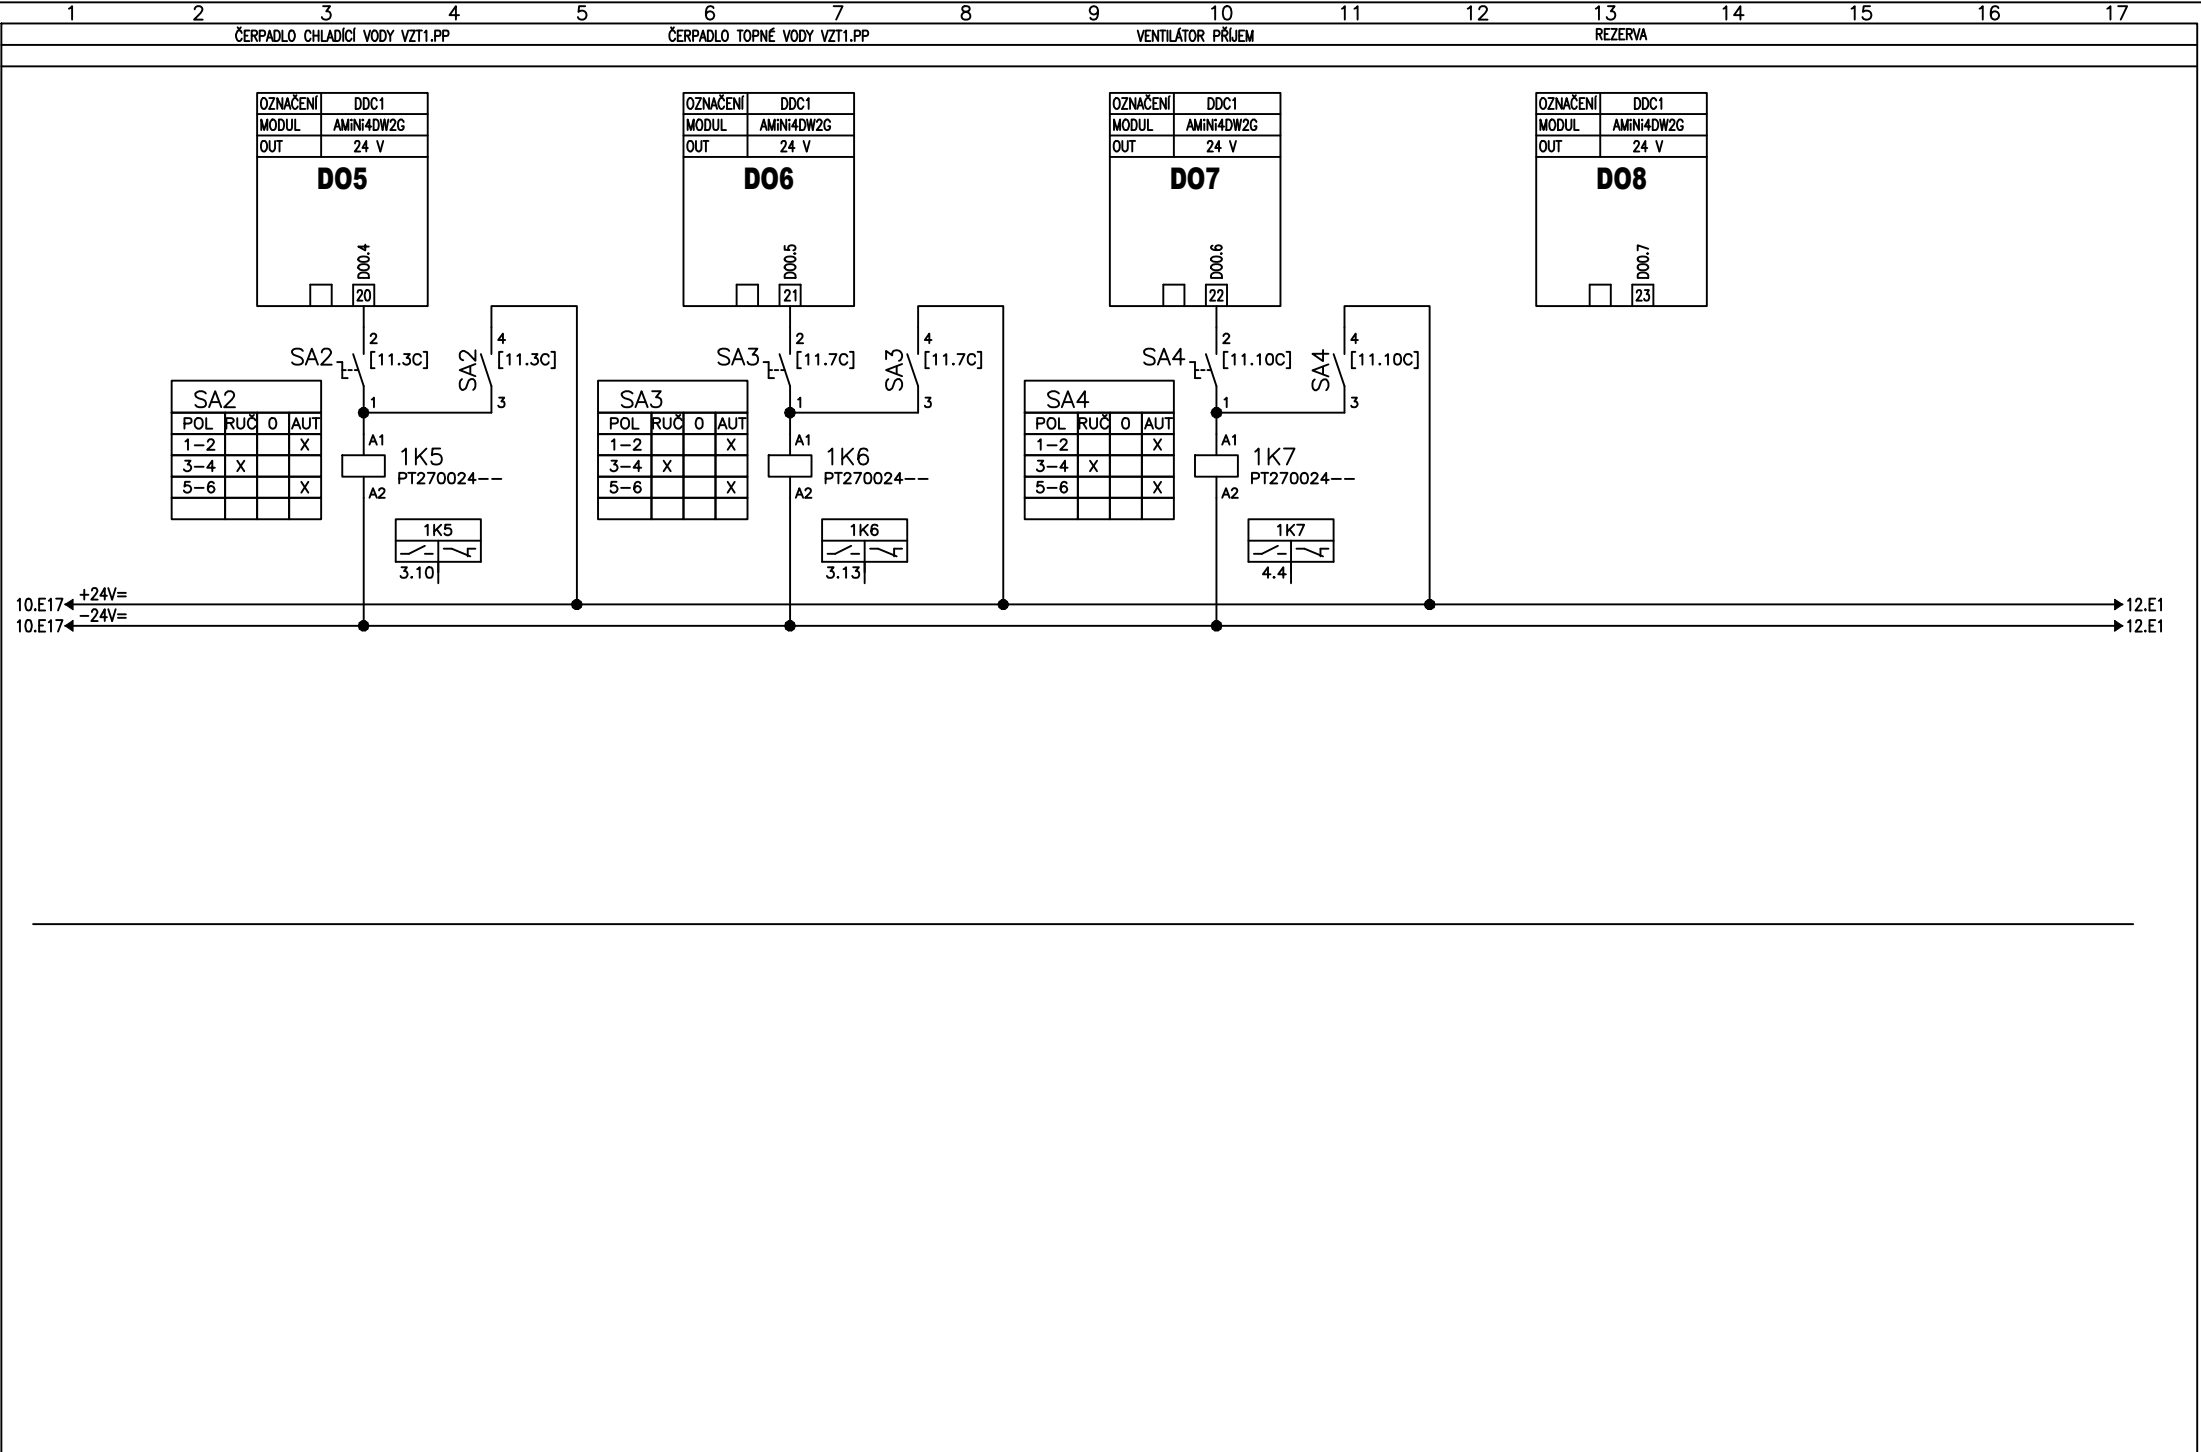 1 2 3 4 5 6 7 8 9 10 11 12 13 14 15 16 17
ČERPADLO CHLADÍCÍ VODY VZT1.PP ČERPADLO TOPNÉ VODY VZT1.PP VENTILÁTOR PŘÍJEM REZERVA
OZNAČENÍ DDC1
MODUL AMiNi4DW2G
OUT 24 V
DO5
DO0.4
20
SA2
2
[11.3C]
1
SA2
4
[11.3C]
3
SA2
POL RUČ 0 AUT
1-2 X
3-4 X
5-6 X
A1
1K5
PT270024--
A2
1K5
3.10
OZNAČENÍ DDC1
MODUL AMiNi4DW2G
OUT 24 V
DO6
DO0.5
21
SA3
2
[11.7C]
1
SA3
4
[11.7C]
3
SA3
POL RUČ 0 AUT
1-2 X
3-4 X
5-6 X
A1
1K6
PT270024--
A2
1K6
3.13
OZNAČENÍ DDC1
MODUL AMiNi4DW2G
OUT 24 V
DO7
DO0.6
22
SA4
2
[11.10C]
1
SA4
4
[11.10C]
3
SA4
POL RUČ 0 AUT
1-2 X
3-4 X
5-6 X
A1
1K7
PT270024--
A2
1K7
4.4
OZNAČENÍ DDC1
MODUL AMiNi4DW2G
OUT 24 V
DO8
DO0.7
23
10.E17 +24V= 12.E1
10.E17 -24V= 12.E1